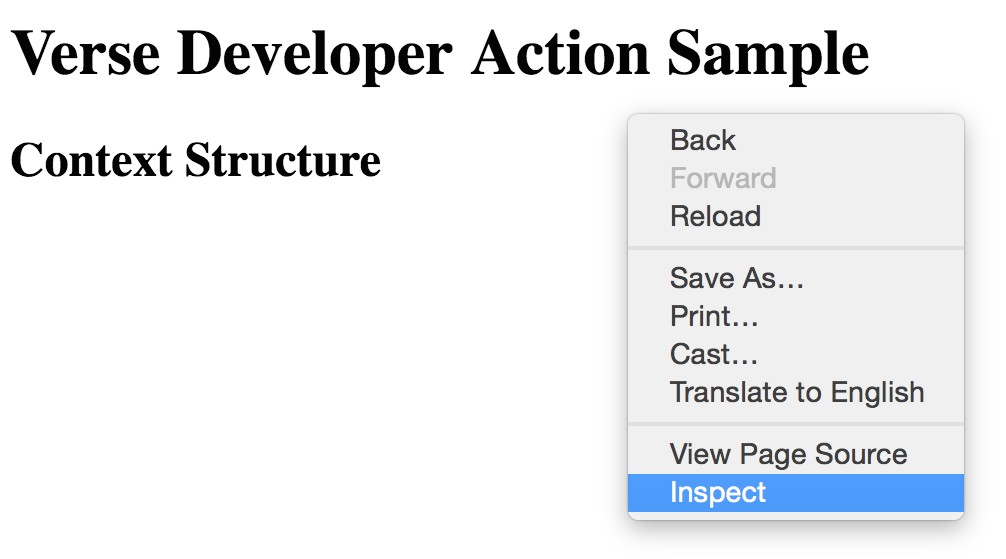 Verse Developer Action Sample
Context Structure
Back
Forward
Reload
Save As…
Print…
Cast…
Translate to English
View Page Source
Inspect